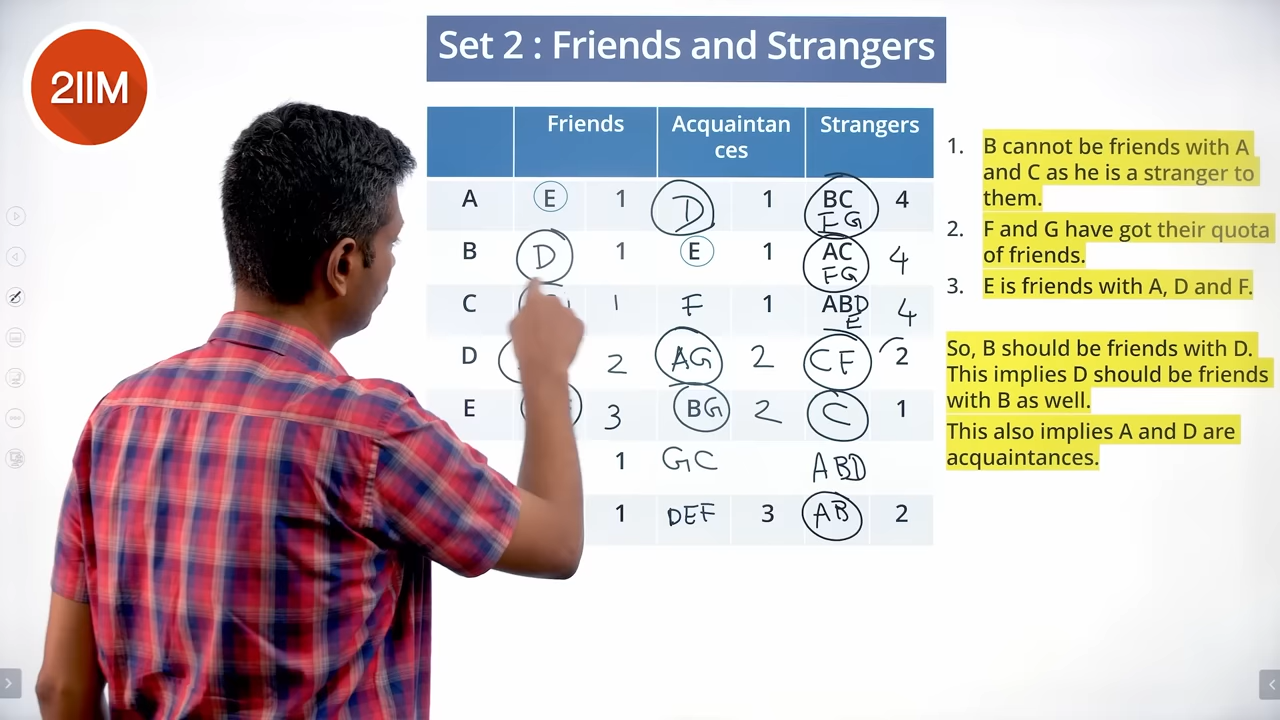 2IIM
Set 2 : Friends and Strangers
Friends Acquaintan Strangers
ces
A E 1 D 1 BC 4
FG
B D 1 E 1 AC 4
FG
C 1 F 1 ABD 4
E
D 2 AG 2 CF 2
E 3 BG 2 C 1
1 GC ABD
1 DEF 3 AB 2
1. B cannot be friends with A
and C as he is a stranger to
them.
2. F and G have got their quota
of friends.
3. E is friends with A, D and F.
So, B should be friends with D.
This implies D should be friends
with B as well.
This also implies A and D are
acquaintances.